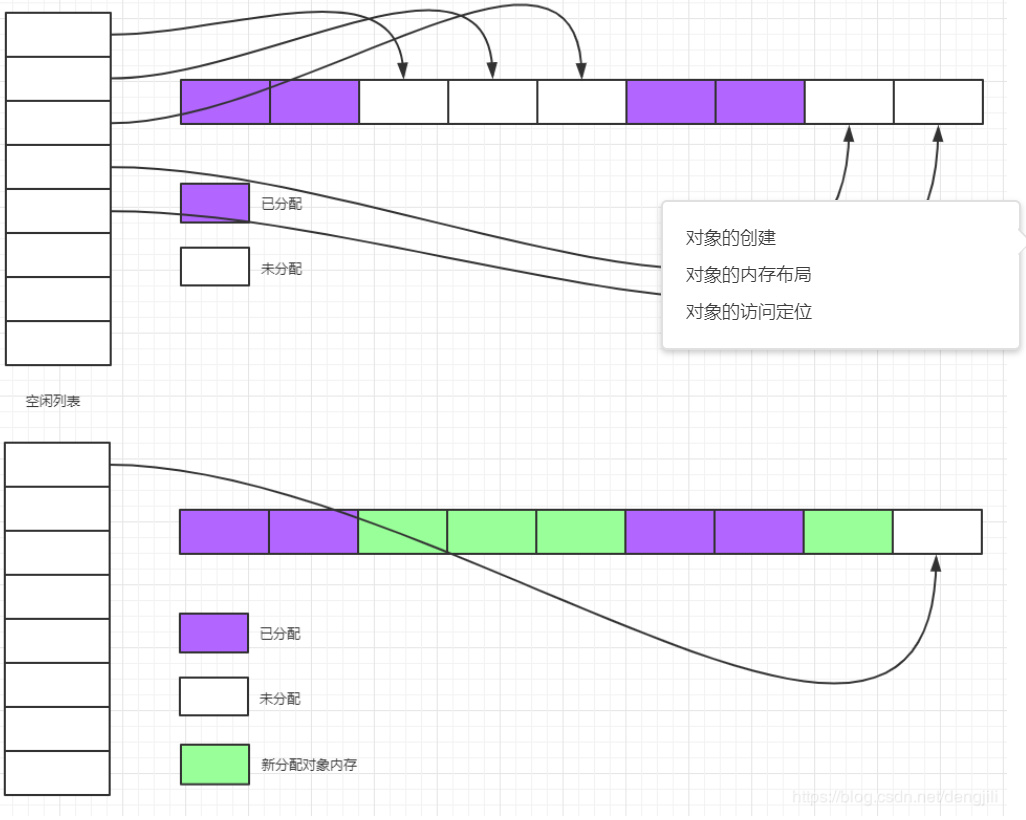 已分配
未分配
对象的创建
对象的内存布局
对象的访问定位
空闲列表
已分配
未分配
新分配对象内存
https://blog.csdn.net/dengjili